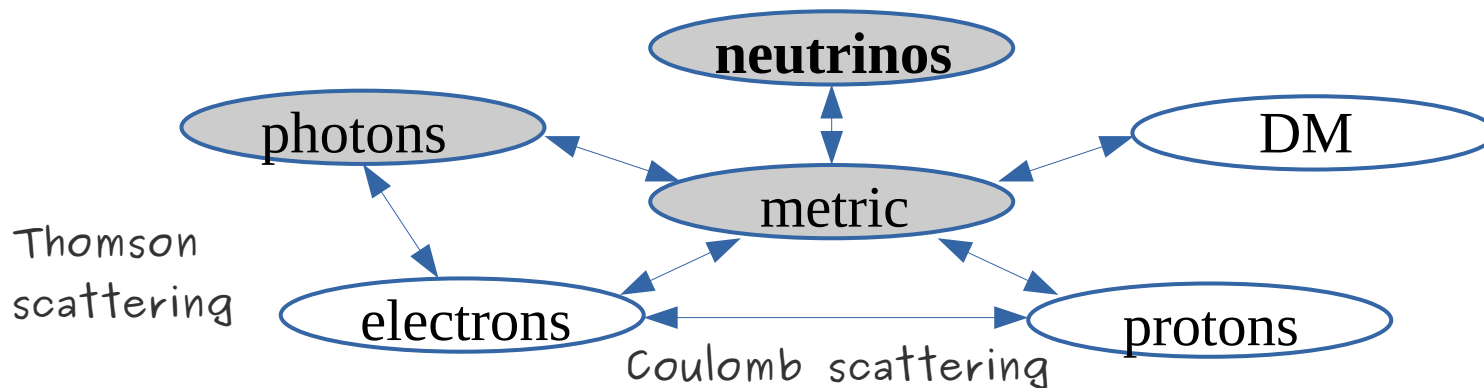 neutrinos
photons
DM
metric
Thomson
scattering
electrons
protons
Coulomb scattering